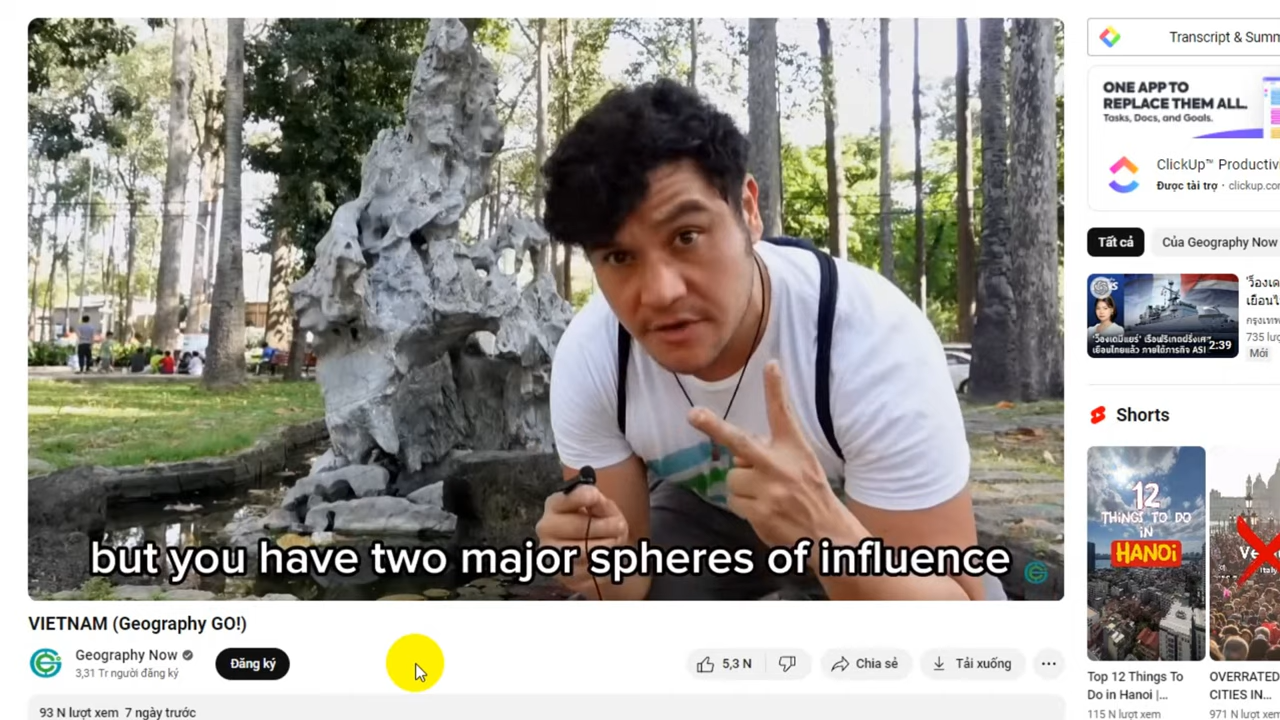 but you have two major spheres of influence
VIETNAM (Geography GO!)
Geography Now
3,31 Tr người đăng ký
Đăng ký
5,3 N
Chia sẻ
Tải xuống
93 N lượt xem 7 ngày trước
Transcript & Summ
ONE APP TO
REPLACE THEM ALL.
Tasks, Docs, and Goals.
ClickUp™ Productivi
Được tài trợ · clickup.co
Tất cả
Của Geography Now
2:39
735 lượ
Mới
Shorts
12
THINGS TO DO
IN
HANOI
Top 12 Things To
Do in Hanoi |...
115 N lượt xem
OVERRATED
CITIES IN...
971 N lượt xem